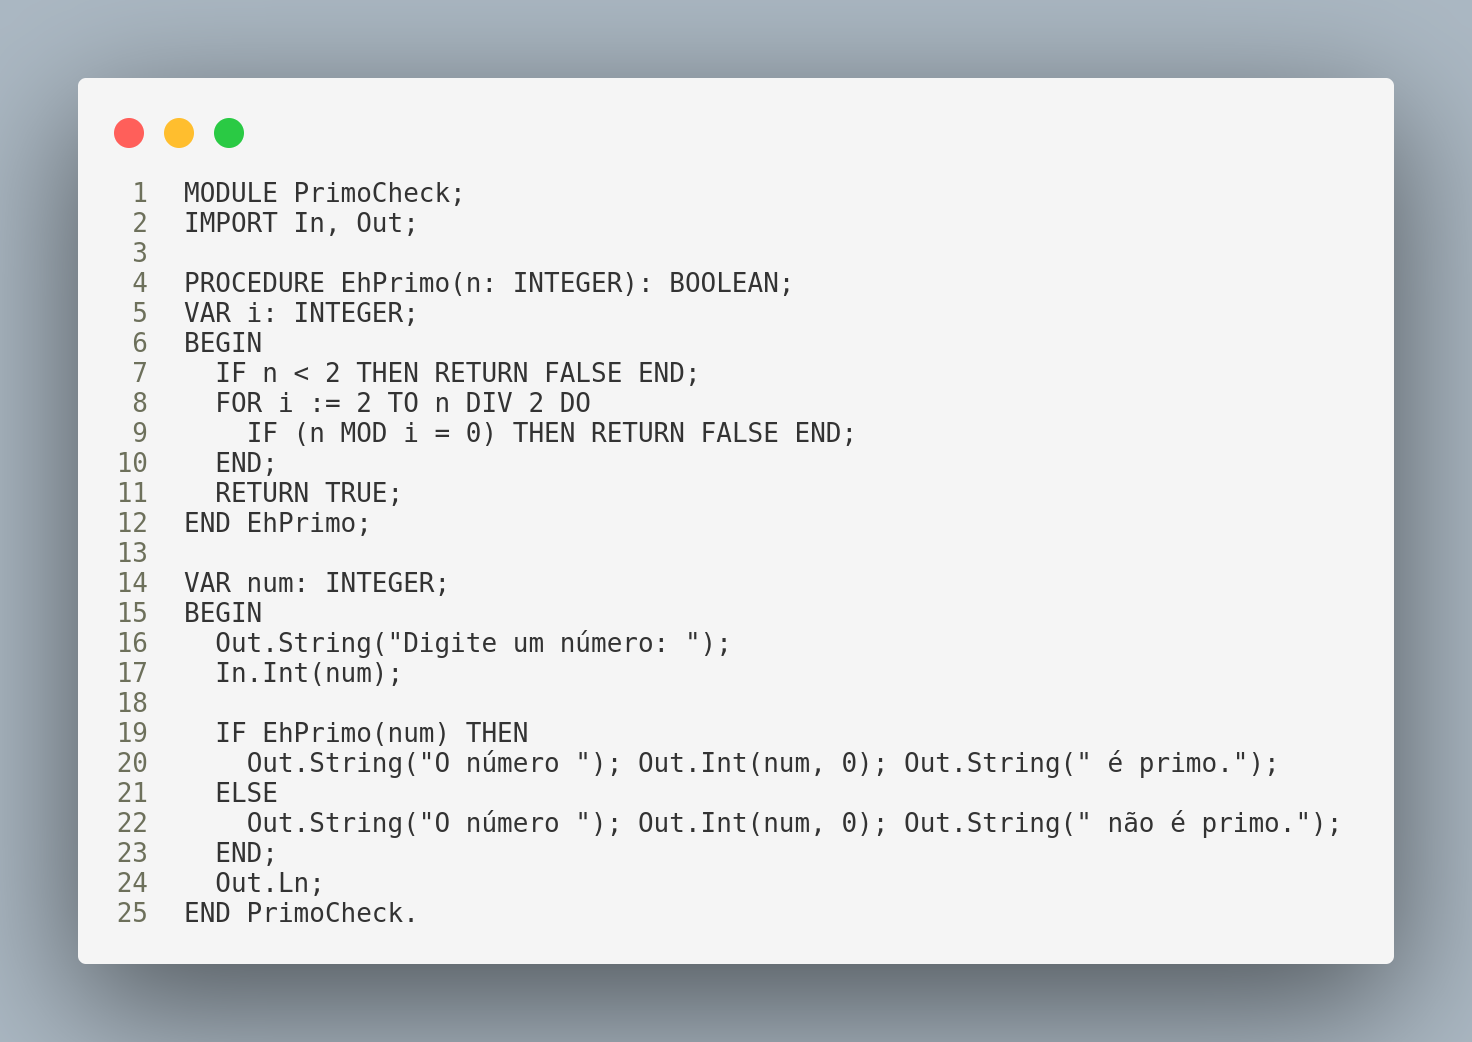 1 MODULE PrimoCheck;
2 IMPORT In, Out;
3
4 PROCEDURE EhPrimo(n: INTEGER): BOOLEAN;
5 VAR i: INTEGER;
6 BEGIN
7   IF n < 2 THEN RETURN FALSE END;
8   FOR i := 2 TO n DIV 2 DO
9     IF (n MOD i = 0) THEN RETURN FALSE END;
10   END;
11   RETURN TRUE;
12 END EhPrimo;
13
14 VAR num: INTEGER;
15 BEGIN
16   Out.String("Digite um número: ");
17   In.Int(num);
18
19   IF EhPrimo(num) THEN
20     Out.String("O número "); Out.Int(num, 0); Out.String(" é primo.");
21   ELSE
22     Out.String("O número "); Out.Int(num, 0); Out.String(" não é primo.");
23   END;
24   Out.Ln;
25 END PrimoCheck.